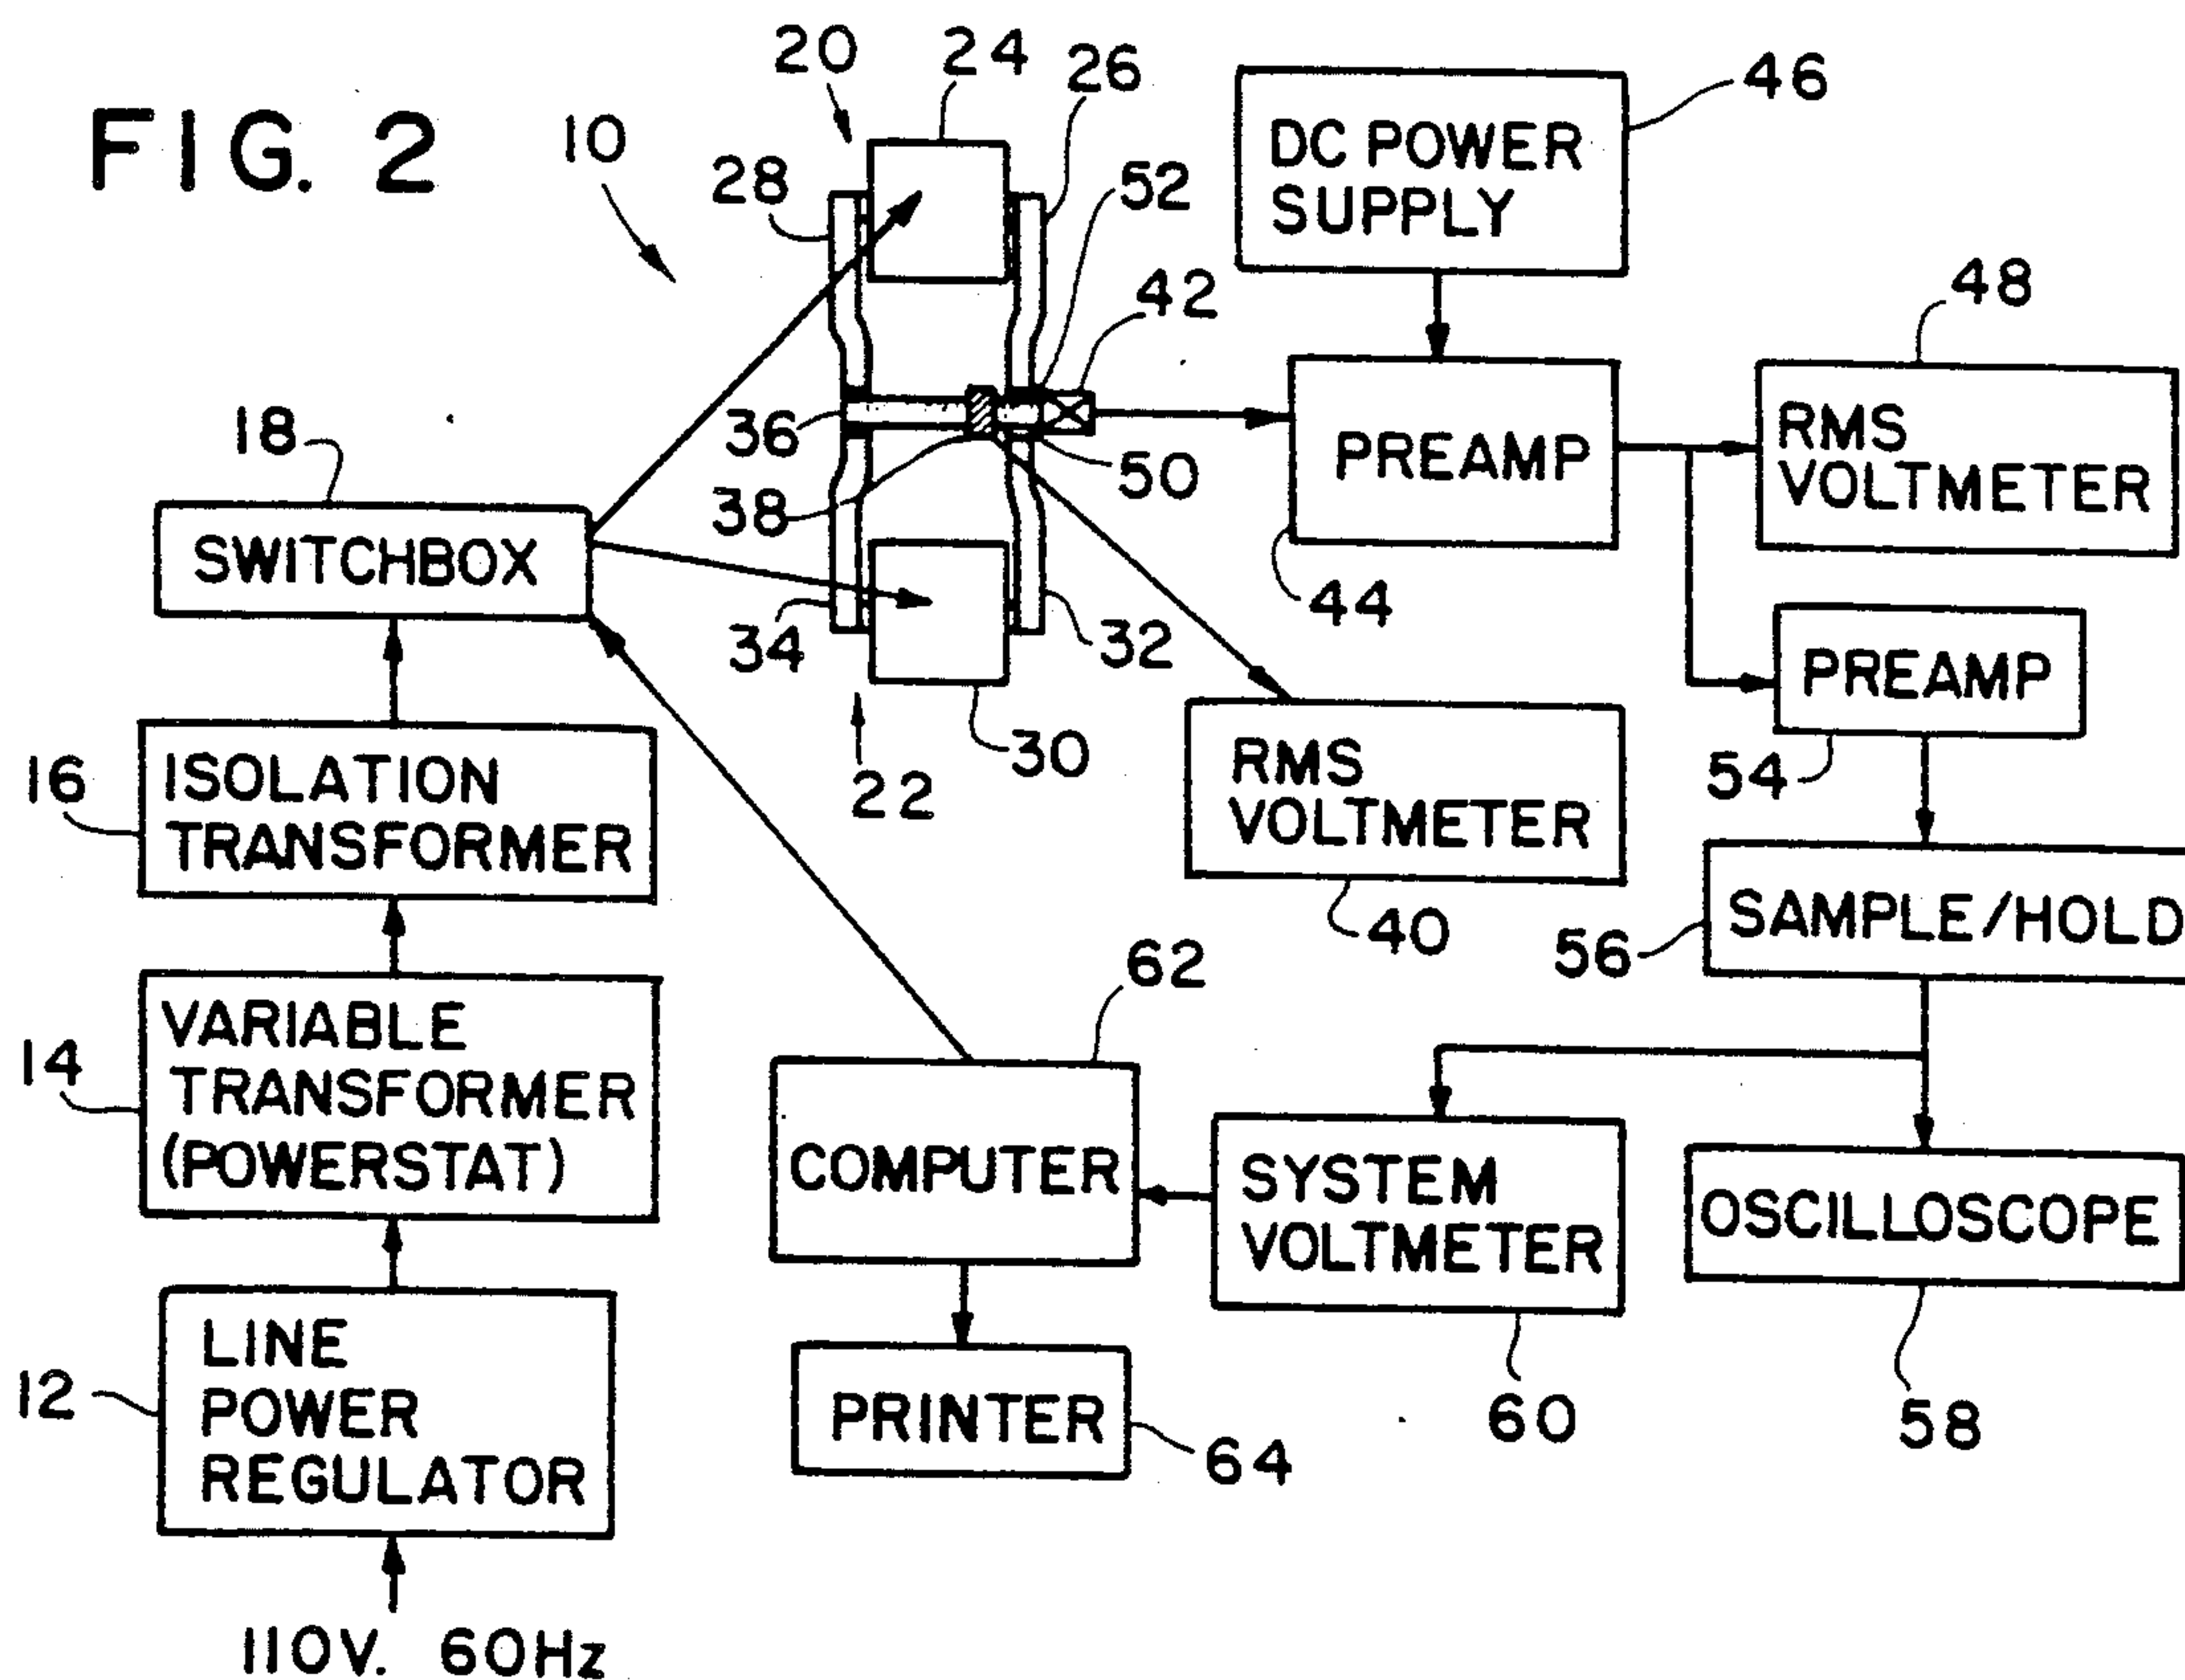 FIG. 2
10
20
24
26
28
52
42
46
DC POWER
SUPPLY
48
18
36
38
50
PREAMP
44
RMS
VOLTMETER
SWITCHBOX
34
32
22
30
PREAMP
54
16
ISOLATION
TRANSFORMER
RMS
VOLTMETER
40
SAMPLE/HOLD
56
14
VARIABLE
TRANSFORMER
(POWERSTAT)
62
COMPUTER
SYSTEM
VOLTMETER
60
OSCILLOSCOPE
58
12
LINE
POWER
REGULATOR
PRINTER
64
110V. 60Hz